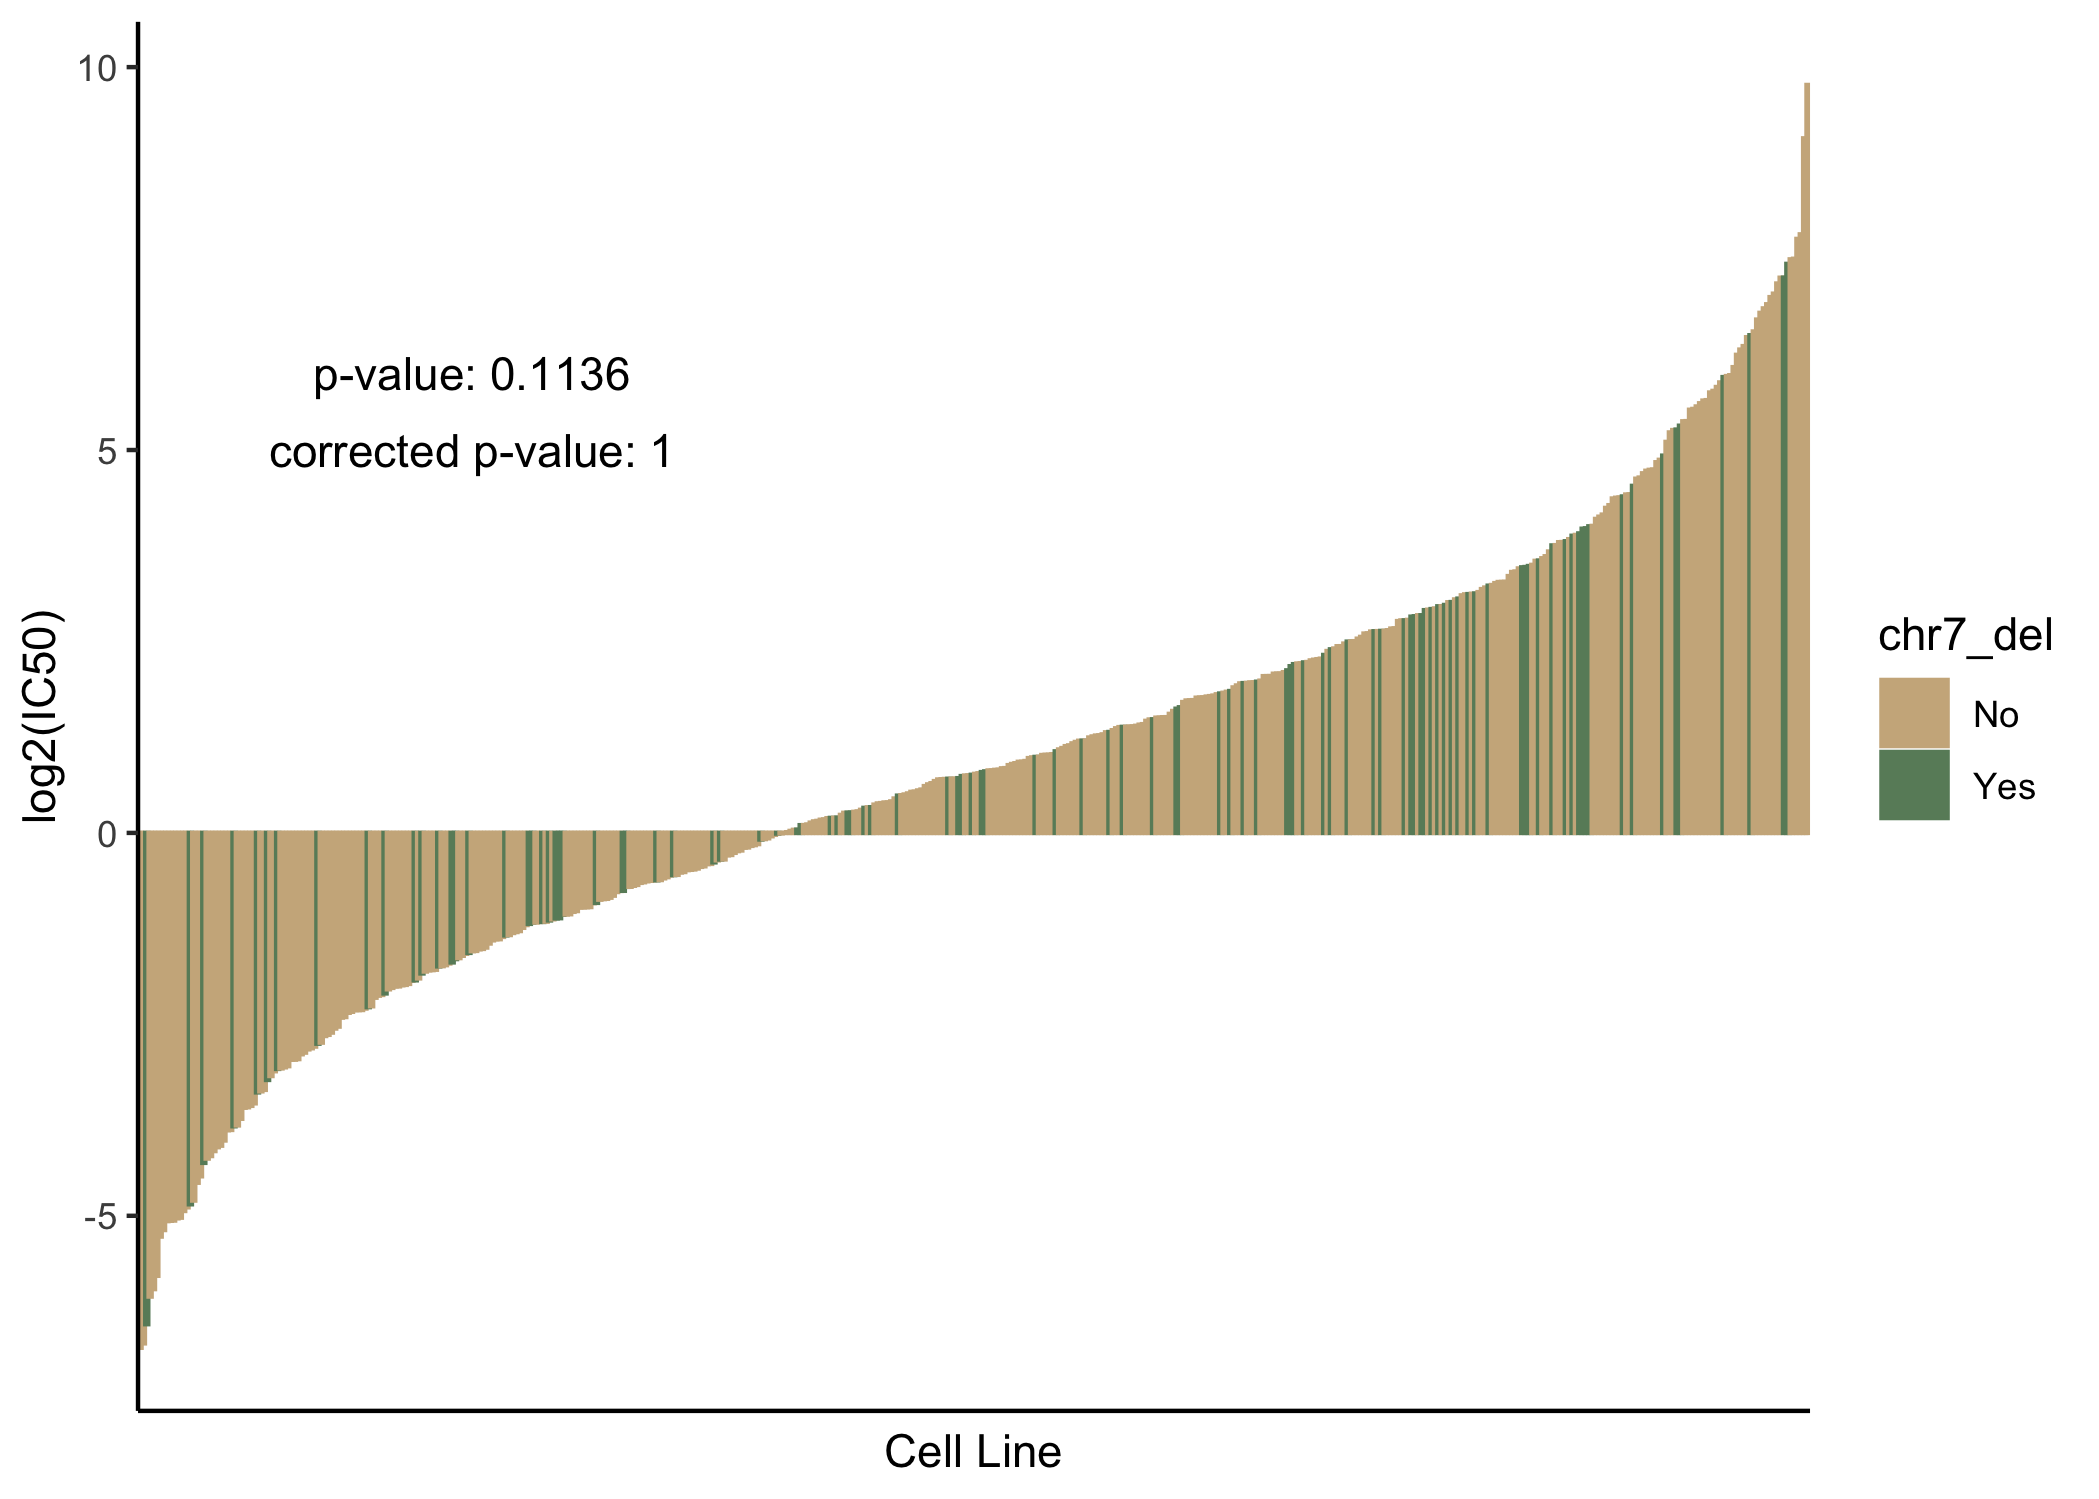 10
5
0
-5
log2(IC50)
p-value: 0.1136
corrected p-value: 1
Cell Line
chr7_del
No
Yes